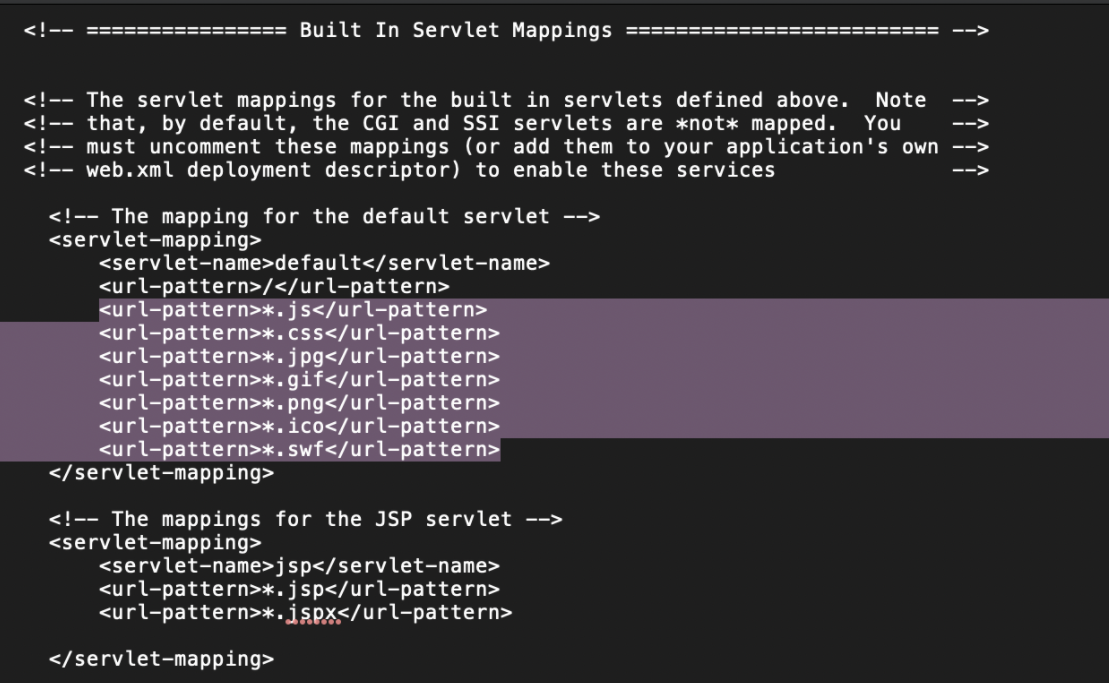 <!-- ================ Built In Servlet Mappings ========================= -->
<!-- The servlet mappings for the built in servlets defined above.  Note  -->
<!-- that, by default, the CGI and SSI servlets are *not* mapped.  You    -->
<!-- must uncomment these mappings (or add them to your application's own -->
<!-- web.xml deployment descriptor) to enable these services              -->
<!-- The mapping for the default servlet -->
<servlet-mapping>
<servlet-name>default</servlet-name>
<url-pattern>/</url-pattern>
<url-pattern>*.js</url-pattern>
<url-pattern>*.css</url-pattern>
<url-pattern>*.jpg</url-pattern>
<url-pattern>*.gif</url-pattern>
<url-pattern>*.png</url-pattern>
<url-pattern>*.ico</url-pattern>
<url-pattern>*.swf</url-pattern>
</servlet-mapping>
<!-- The mappings for the JSP servlet -->
<servlet-mapping>
<servlet-name>jsp</servlet-name>
<url-pattern>*.jsp</url-pattern>
<url-pattern>*.jspx</url-pattern>
</servlet-mapping>